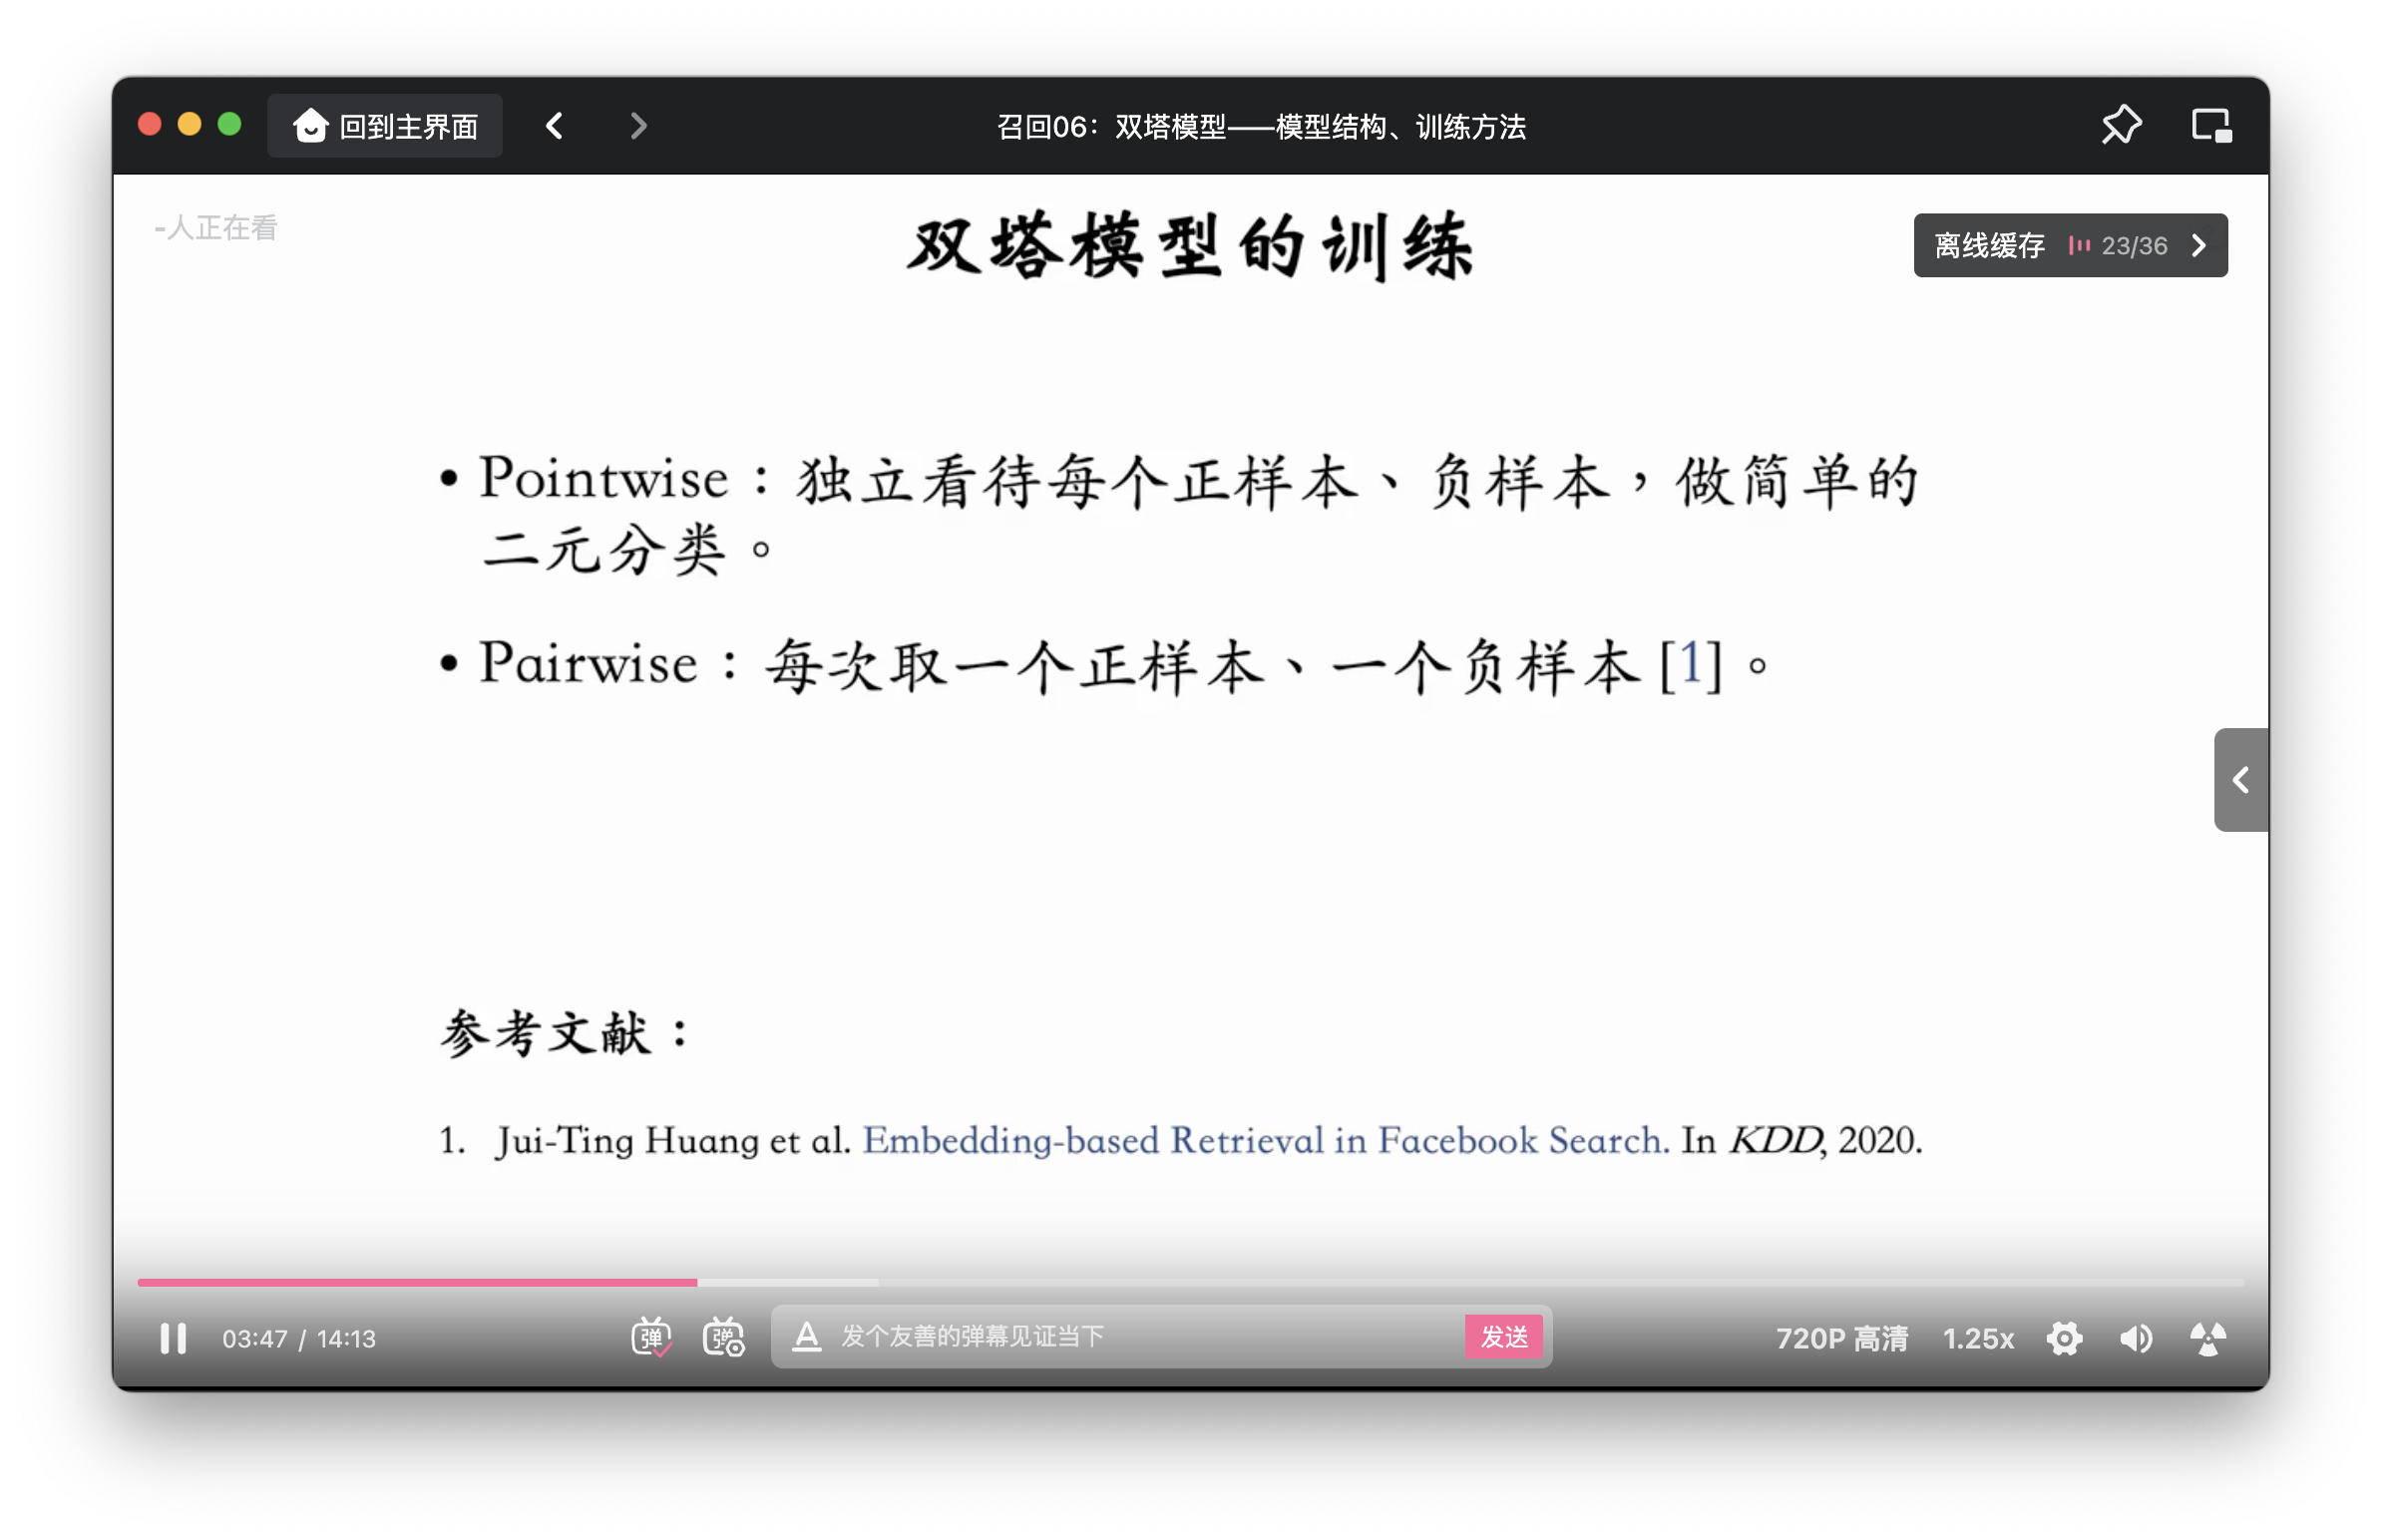 回到主界面
召回06：双塔模型——模型结构、训练方法
-人正在看
双塔模型的训练
离线缓存 23/36
• Pointwise：独立看待每个正样本、负样本，做简单的
二元分类。
• Pairwise：每次取一个正样本、一个负样本 [1]。
参考文献：
1. Jui-Ting Huang et al. Embedding-based Retrieval in Facebook Search. In KDD, 2020.
03:47 / 14:13
弹
弹
A
发个友善的弹幕见证当下
发送
720P 高清
1.25x